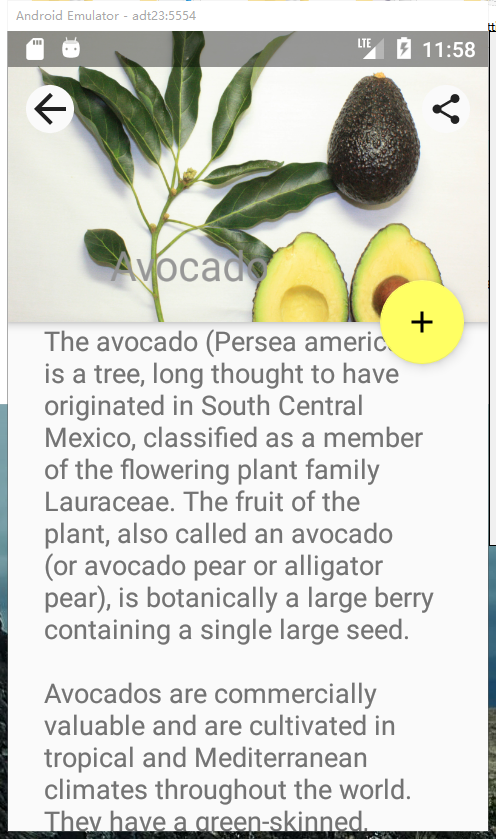 Android Emulator - adt23:5554
LTE 11:58
Avocado
The avocado (Persea americ
is a tree, long thought to have
originated in South Central
Mexico, classified as a member
of the flowering plant family
Lauraceae. The fruit of the
plant, also called an avocado
(or avocado pear or alligator
pear), is botanically a large berry
containing a single large seed.
Avocados are commercially
valuable and are cultivated in
tropical and Mediterranean
climates throughout the world.
They have a green-skinned,